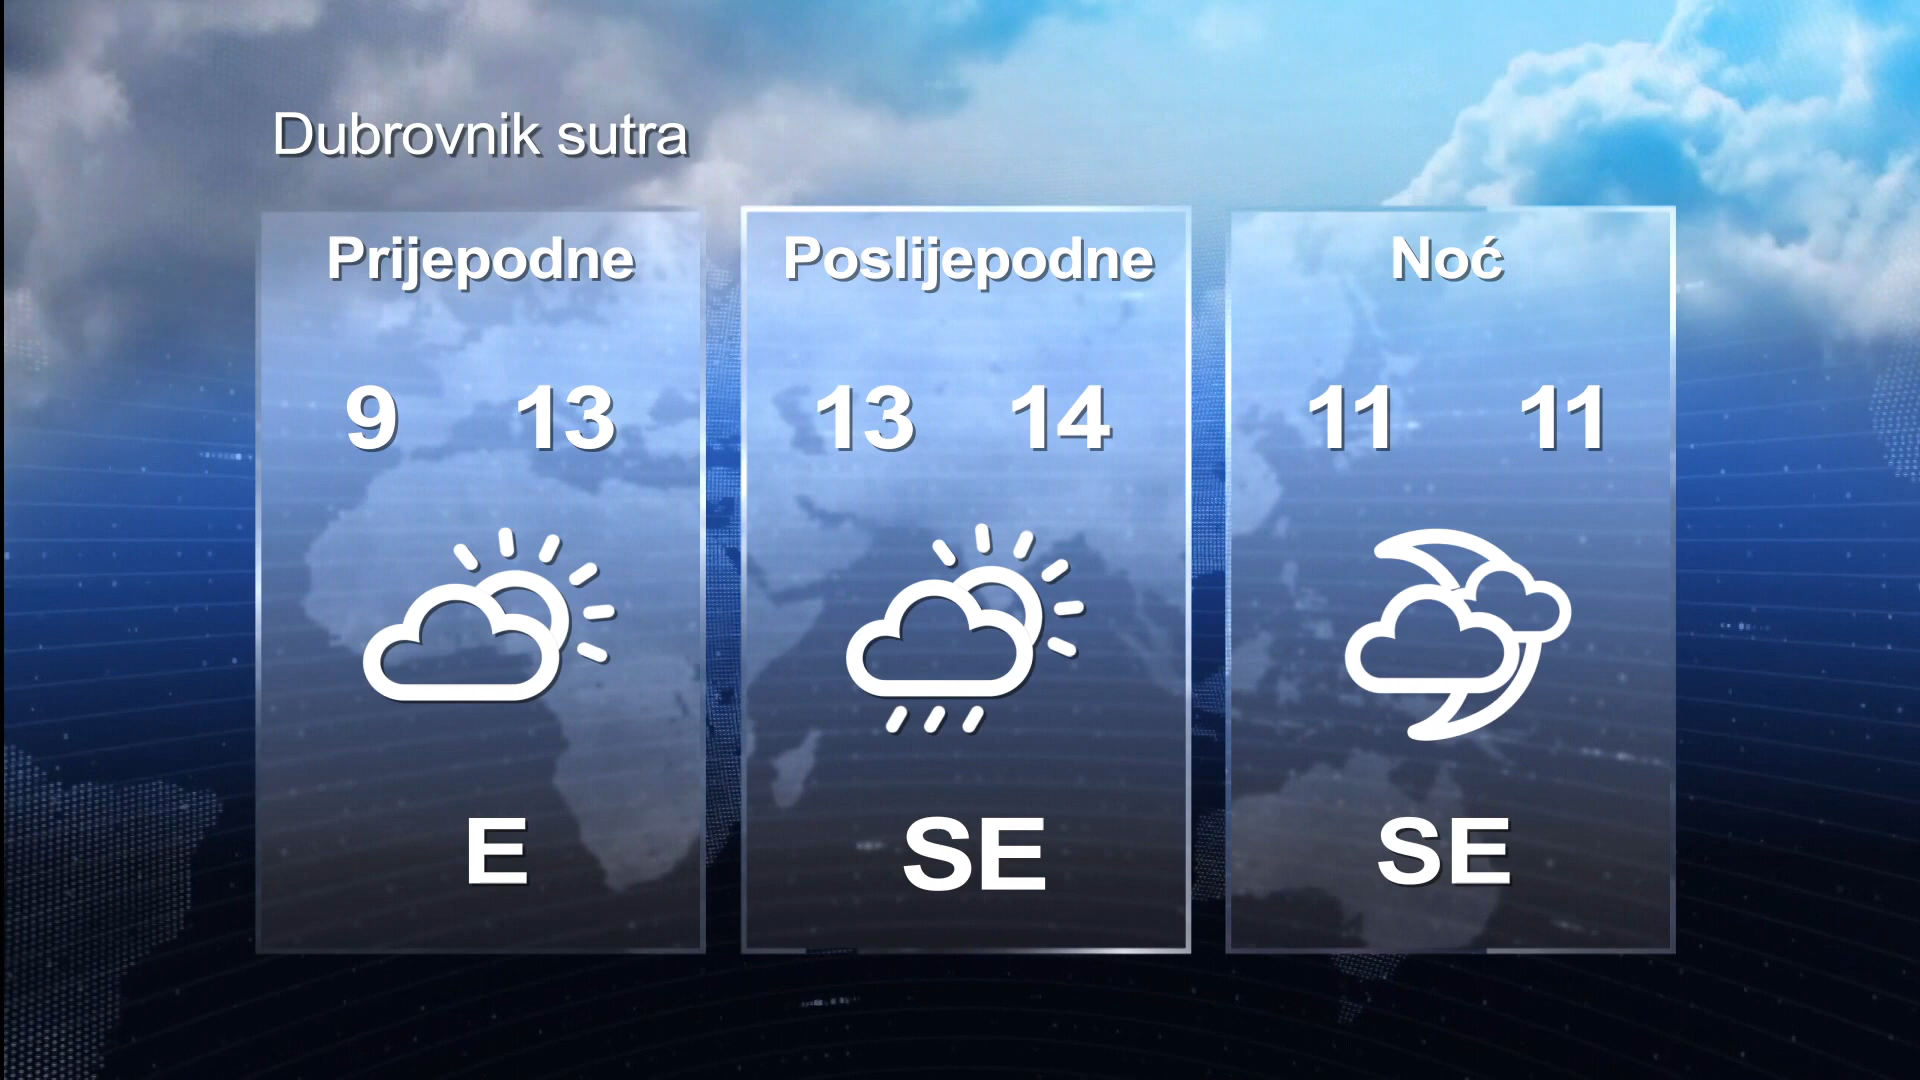 Dubrovnik sutra
Prijepodne
9 13
E
Poslijepodne
13 14
SE
Noć
11 11
SE